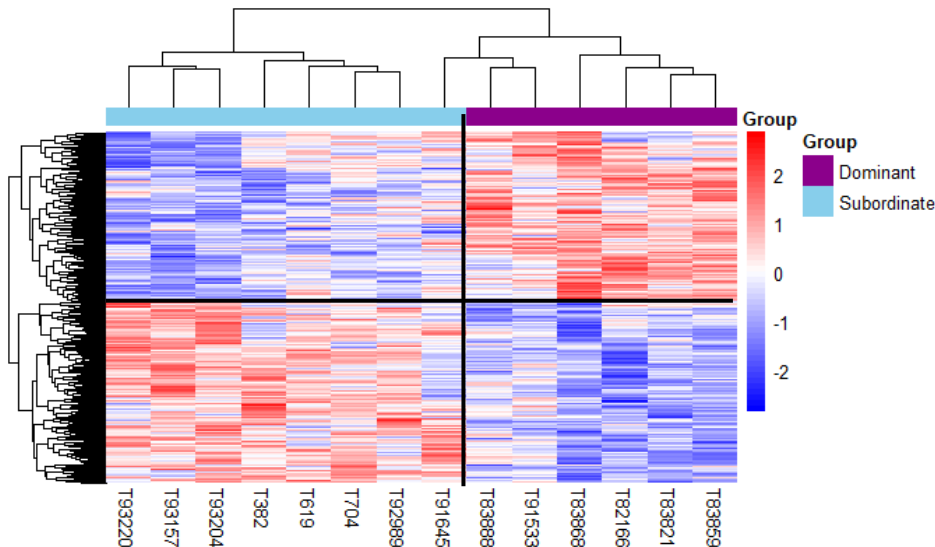 Group
2
1
0
-1
-2
Group
Dominant
Subordinate
T93220
T93157
T93204
T382
T619
T704
T92989
T91645
T83888
T91533
T83868
T82166
T83821
T83859